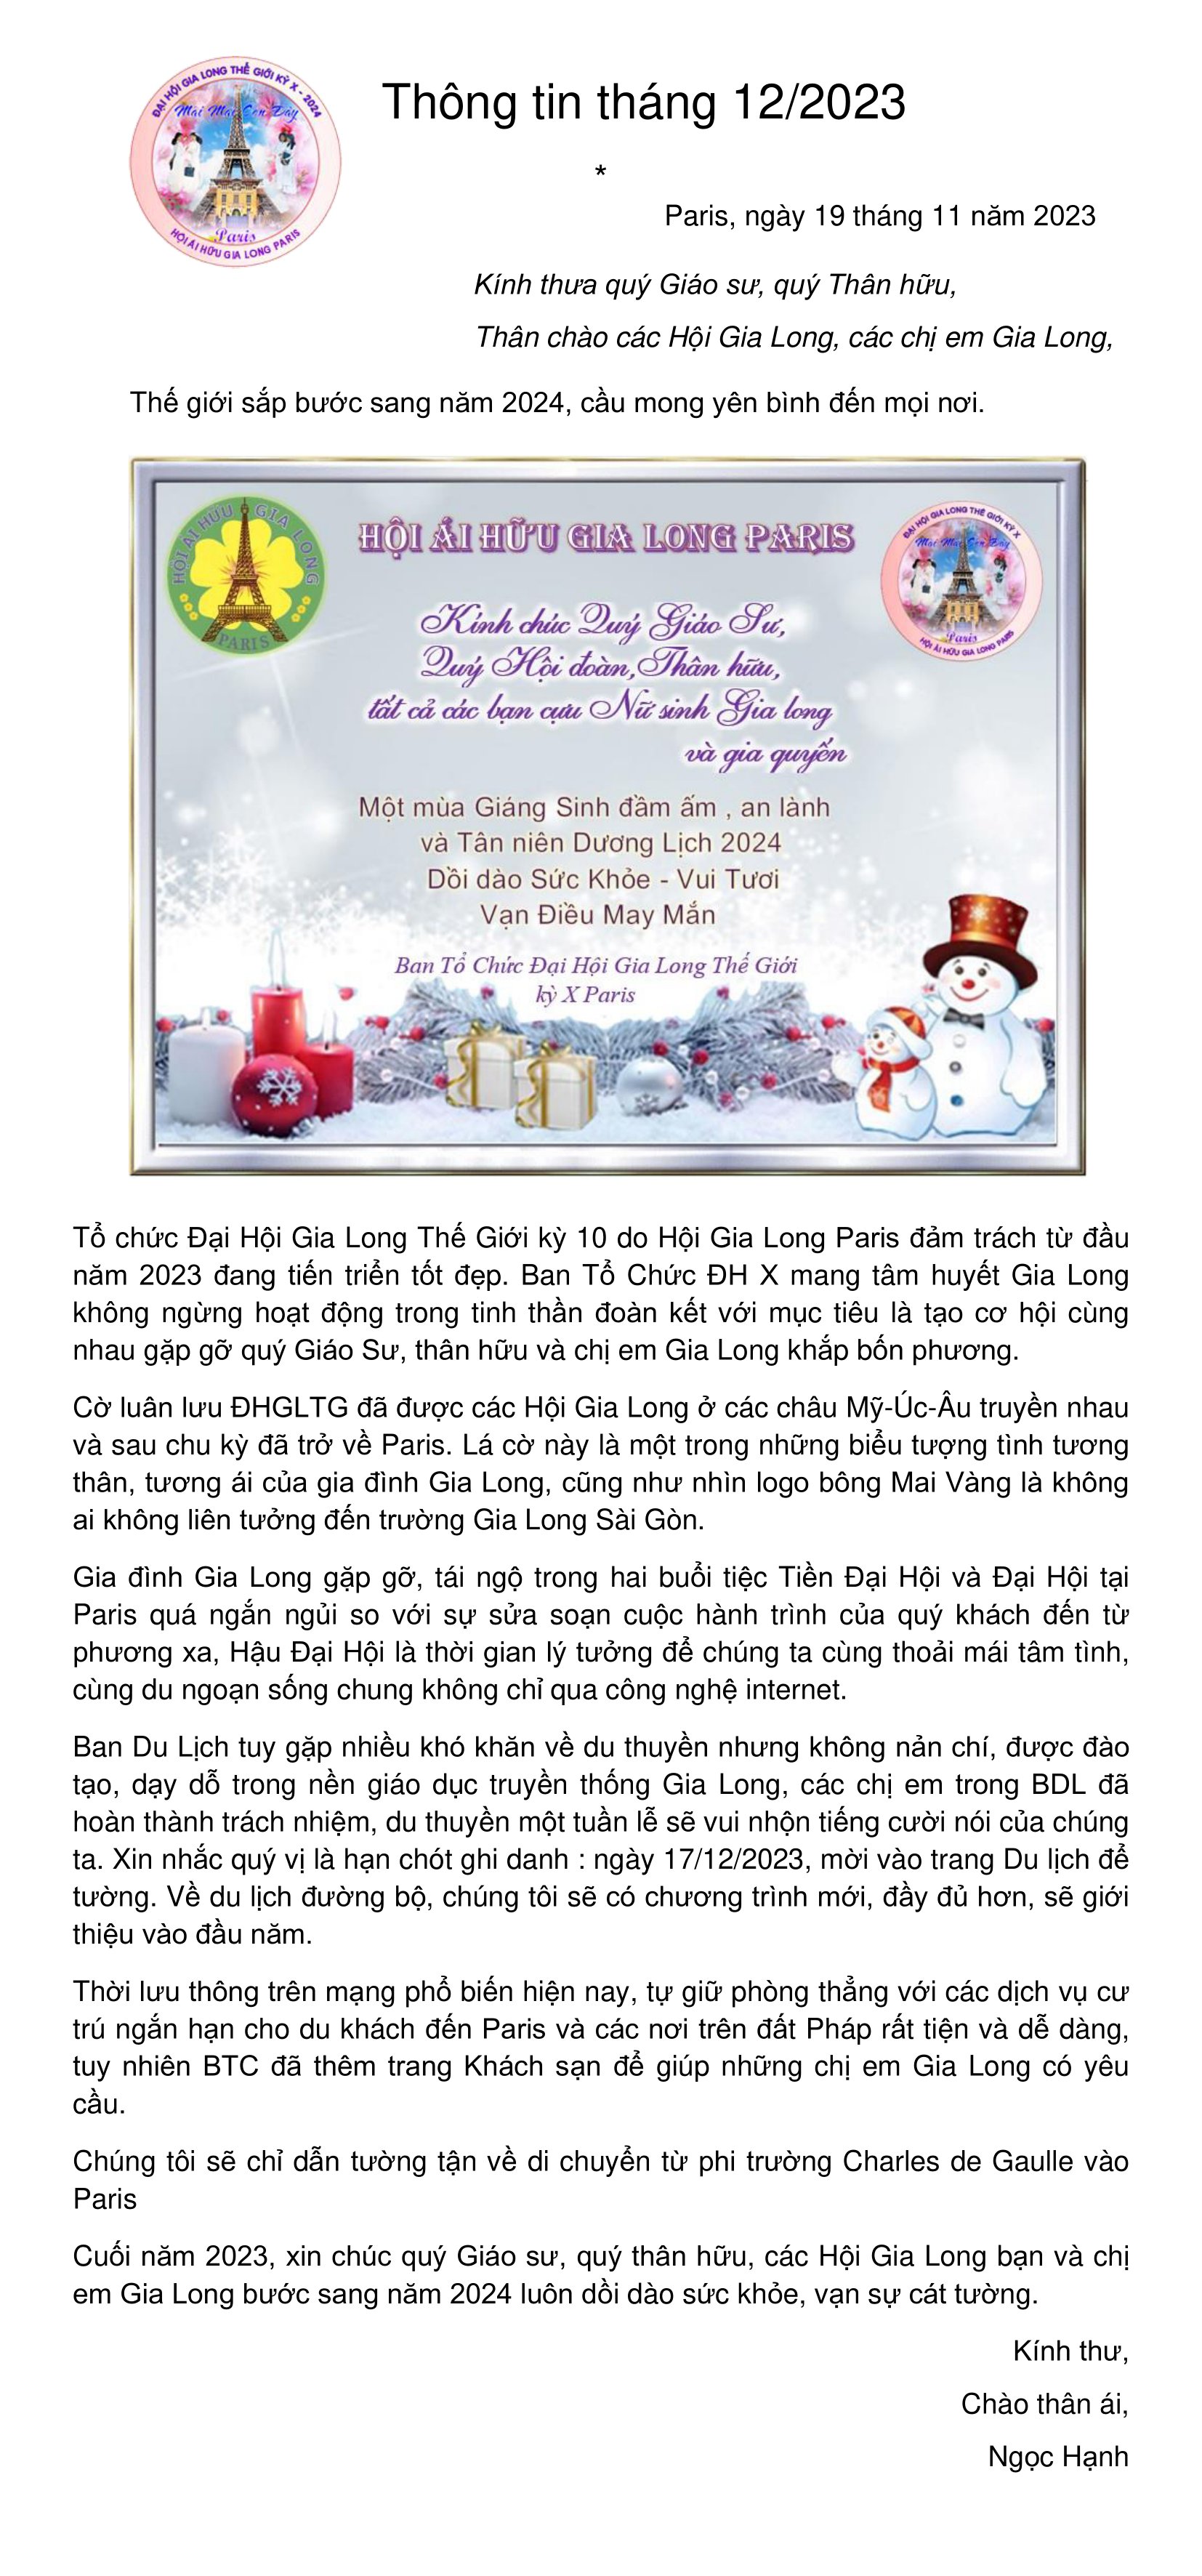 ĐẠI HỘI GIA LONG THẾ GIỚI KỲ X - 2024
Mãi Mãi Còn Đây
Paris
HỘI ÁI HỮU GIA LONG PARIS
Thông tin tháng 12/2023
*
Paris, ngày 19 tháng 11 năm 2023
Kính thưa quý Giáo sư, quý Thân hữu,
Thân chào các Hội Gia Long, các chị em Gia Long,
Thế giới sắp bước sang năm 2024, cầu mong yên bình đến mọi nơi.
HỘI ÁI HỮU GIA LONG
PARIS
HỘI ÁI HỮU GIA LONG PARIS
ĐẠI HỘI GIA LONG THẾ GIỚI KỲ X
Mãi Mãi Còn Đây
Paris
HỘI ÁI HỮU GIA LONG PARIS
Kính chúc Quý Giáo Sư,
Quý Hội đoàn,Thân hữu,
tất cả các bạn cựu Nữ sinh Gia long
và gia quyến
Một mùa Giáng Sinh đầm ấm , an lành
và Tân niên Dương Lịch 2024
Dồi dào Sức Khỏe - Vui Tươi
Vạn Điều May Mắn
Ban Tổ Chức Đại Hội Gia Long Thế Giới
kỳ X Paris
Tổ chức Đại Hội Gia Long Thế Giới kỳ 10 do Hội Gia Long Paris đảm trách từ đầu
năm 2023 đang tiến triển tốt đẹp. Ban Tổ Chức ĐH X mang tâm huyết Gia Long
không ngừng hoạt động trong tinh thần đoàn kết với mục tiêu là tạo cơ hội cùng
nhau gặp gỡ quý Giáo Sư, thân hữu và chị em Gia Long khắp bốn phương.
Cờ luân lưu ĐHGLTG đã được các Hội Gia Long ở các châu Mỹ-Úc-Âu truyền nhau
và sau chu kỳ đã trở về Paris. Lá cờ này là một trong những biểu tượng tình tương
thân, tương ái của gia đình Gia Long, cũng như nhìn logo bông Mai Vàng là không
ai không liên tưởng đến trường Gia Long Sài Gòn.
Gia đình Gia Long gặp gỡ, tái ngộ trong hai buổi tiệc Tiền Đại Hội và Đại Hội tại
Paris quá ngắn ngủi so với sự sửa soạn cuộc hành trình của quý khách đến từ
phương xa, Hậu Đại Hội là thời gian lý tưởng để chúng ta cùng thoải mái tâm tình,
cùng du ngoạn sống chung không chỉ qua công nghệ internet.
Ban Du Lịch tuy gặp nhiều khó khăn về du thuyền nhưng không nản chí, được đào
tạo, dạy dỗ trong nền giáo dục truyền thống Gia Long, các chị em trong BDL đã
hoàn thành trách nhiệm, du thuyền một tuần lễ sẽ vui nhộn tiếng cười nói của chúng
ta. Xin nhắc quý vị là hạn chót ghi danh : ngày 17/12/2023, mời vào trang Du lịch để
tường. Về du lịch đường bộ, chúng tôi sẽ có chương trình mới, đầy đủ hơn, sẽ giới
thiệu vào đầu năm.
Thời lưu thông trên mạng phổ biến hiện nay, tự giữ phòng thẳng với các dịch vụ cư
trú ngắn hạn cho du khách đến Paris và các nơi trên đất Pháp rất tiện và dễ dàng,
tuy nhiên BTC đã thêm trang Khách sạn để giúp những chị em Gia Long có yêu
cầu.
Chúng tôi sẽ chỉ dẫn tường tận về di chuyển từ phi trường Charles de Gaulle vào
Paris
Cuối năm 2023, xin chúc quý Giáo sư, quý thân hữu, các Hội Gia Long bạn và chị
em Gia Long bước sang năm 2024 luôn dồi dào sức khỏe, vạn sự cát tường.
Kính thư,
Chào thân ái,
Ngọc Hạnh